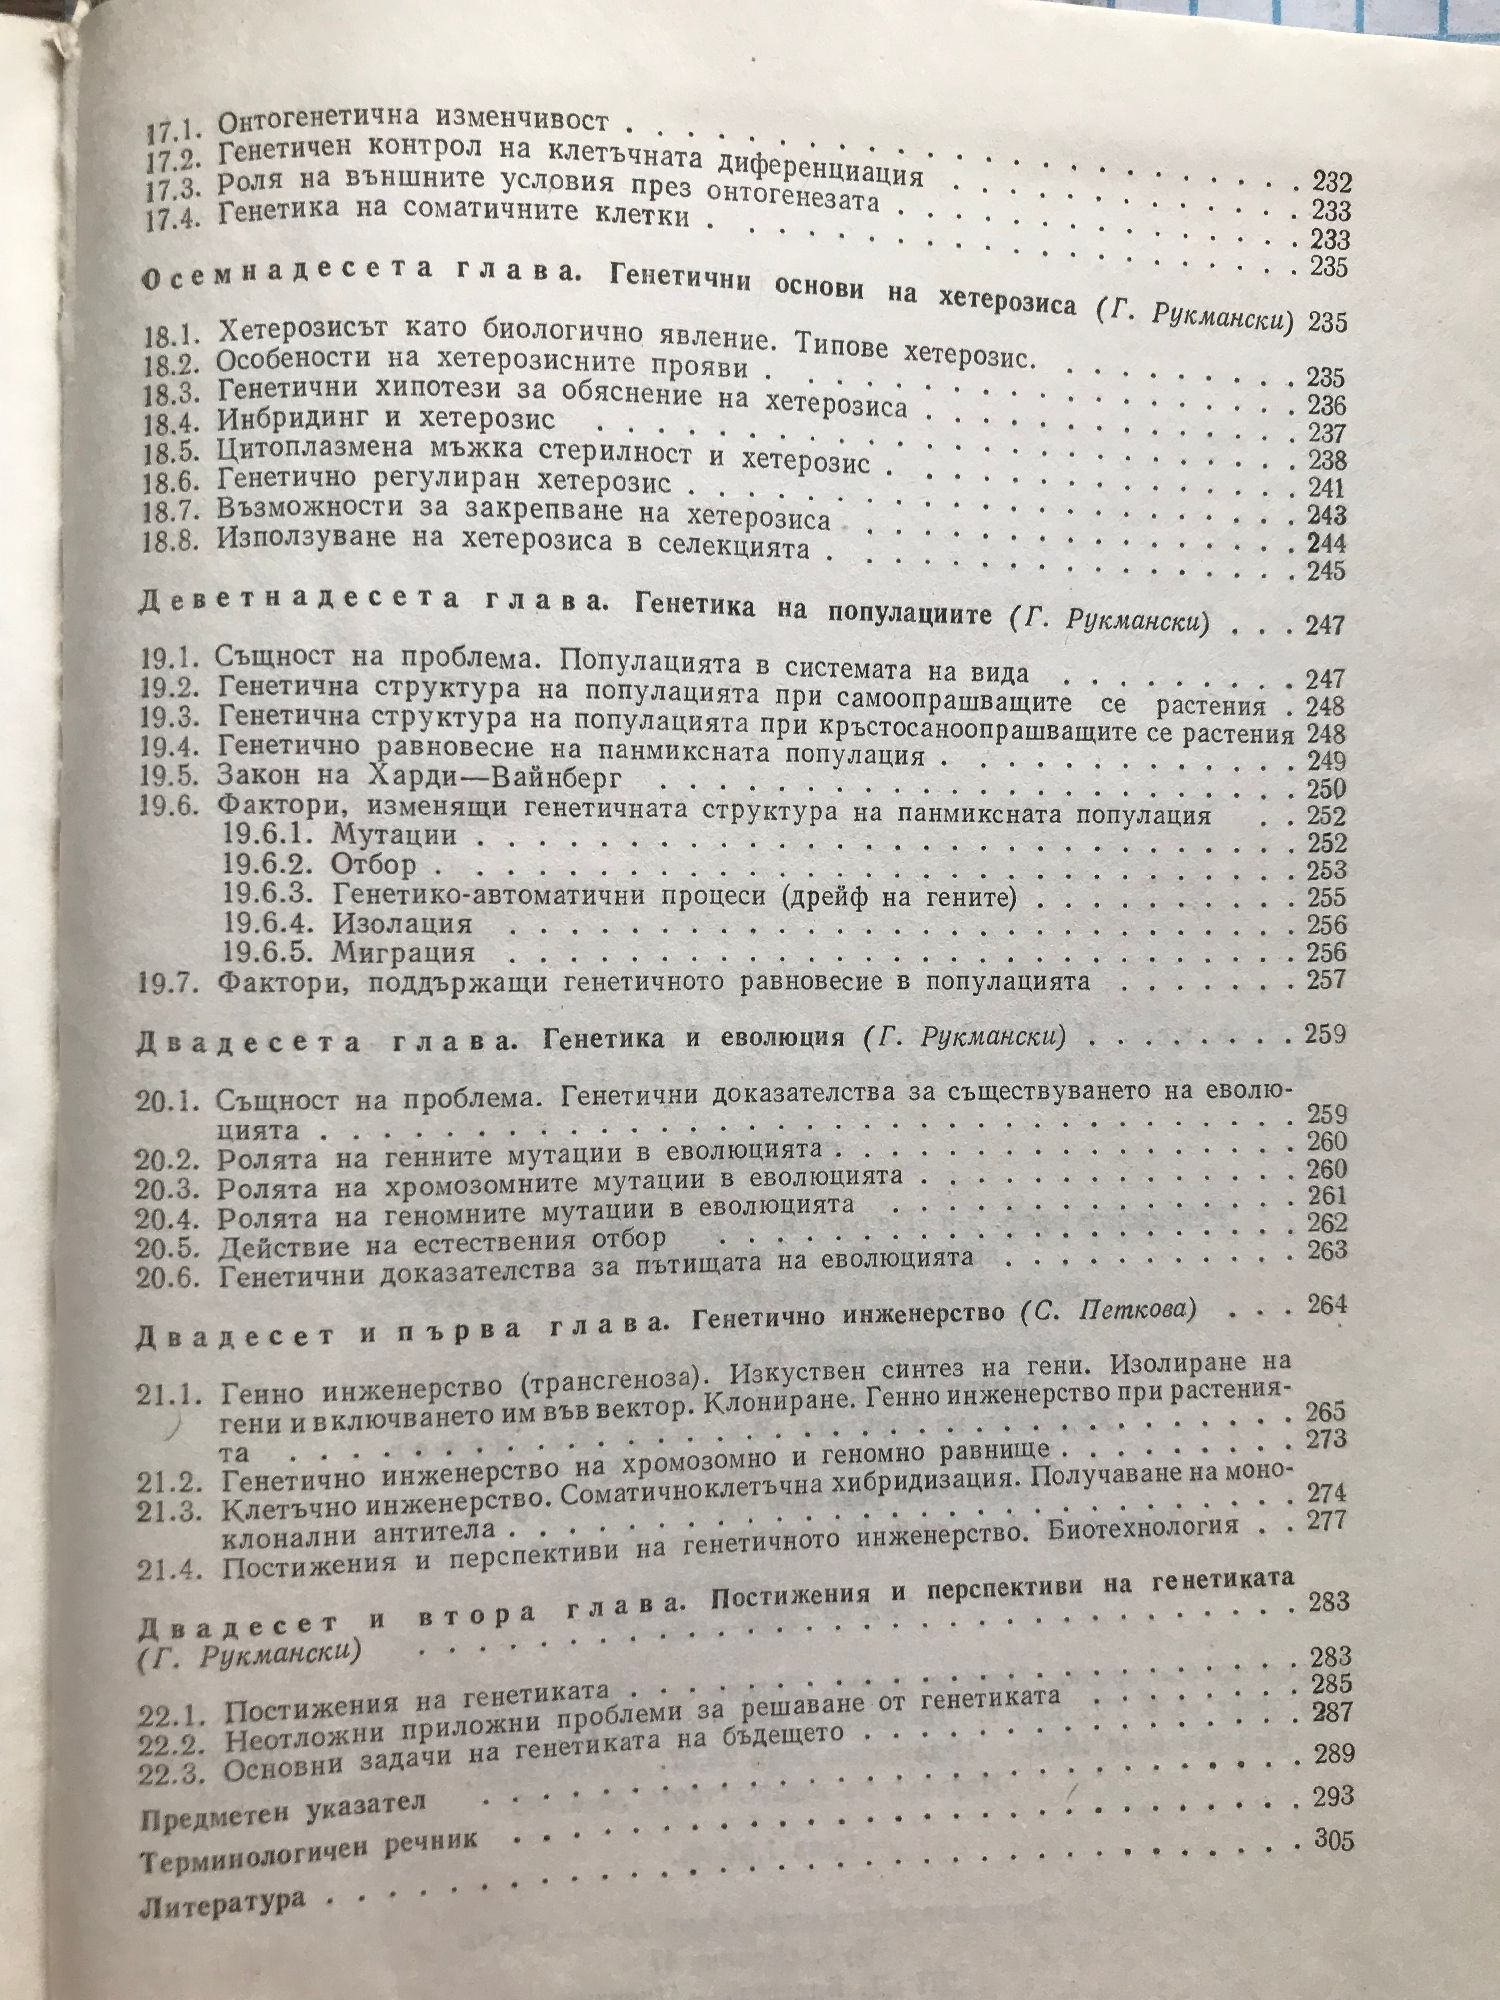 17.1. Онтогенетична изменчивост . . . . . . . . . . . . . . . . . . . 232
17.2. Генетичен контрол на клетъчната диференциация . . . . . . . . 233
17.3. Роля на външните условия през онтогенезата . . . . . . . . . . 233
17.4. Генетика на соматичните клетки . . . . . . . . . . . . . . . . . 235
Осемнадесета глава. Генетични основи на хетерозиса (Г. Рукмански) 235
18.1. Хетерозисът като биологично явление. Типове хетерозис. . . . . . . . . 235
18.2. Особености на хетерозисните прояви . . . . . . . . . . . . . . . 236
18.3. Генетични хипотези за обяснение на хетерозиса . . . . . . . . . 237
18.4. Инбридинг и хетерозис . . . . . . . . . . . . . . . . . . . . . 238
18.5. Цитоплазмена мъжка стерилност и хетерозис . . . . . . . . . . . 241
18.6. Генетично регулиран хетерозис . . . . . . . . . . . . . . . . . 243
18.7. Възможности за закрепване на хетерозиса . . . . . . . . . . . . 244
18.8. Използуване на хетерозиса в селекцията . . . . . . . . . . . . . 245
Деветнадесета глава. Генетика на популациите (Г. Рукмански) . . . 247
19.1. Същност на проблема. Популацията в системата на вида . . . . . . . . . 247
19.2. Генетична структура на популацията при самоопрашващите се растения . 248
19.3. Генетична структура на популацията при кръстосаноопрашващите се растения 248
19.4. Генетично равновесие на панмиксната популация . . . . . . . . . . . . 249
19.5. Закон на Харди—Вайнберг . . . . . . . . . . . . . . . . . . . . . . 250
19.6. Фактори, изменящи генетичната структура на панмиксната популация . . 252
19.6.1. Мутации . . . . . . . . . . . . . . . . . . . . . . . . . . . . . 252
19.6.2. Отбор . . . . . . . . . . . . . . . . . . . . . . . . . . . . . . 253
19.6.3. Генетико-автоматични процеси (дрейф на гените) . . . . . . . . . . 255
19.6.4. Изолация . . . . . . . . . . . . . . . . . . . . . . . . . . . . 256
19.6.5. Миграция . . . . . . . . . . . . . . . . . . . . . . . . . . . . 256
19.7. Фактори, поддържащи генетичното равновесие в популацията . . . . . . . 257
Двадесета глава. Генетика и еволюция (Г. Рукмански) . . . . . . . . 259
20.1. Същност на проблема. Генетични доказателства за съществуването на еволю-
цията . . . . . . . . . . . . . . . . . . . . . . . . . . . . . . . . . . 259
20.2. Ролята на генните мутации в еволюцията . . . . . . . . . . . . . . . . 260
20.3. Ролята на хромозомните мутации в еволюцията . . . . . . . . . . . . . 260
20.4. Ролята на геномните мутации в еволюцията . . . . . . . . . . . . . . 261
20.5. Действие на естествения отбор . . . . . . . . . . . . . . . . . . . . 262
20.6. Генетични доказателства за пътищата на еволюцията . . . . . . . . . . 263
Двадесет и първа глава. Генетично инженерство (С. Петкова) . . . 264
21.1. Генно инженерство (трансгеноза). Изкуствен синтез на гени. Изолиране на
гени и включването им във вектор. Клониране. Генно инженерство при растения-
та . . . . . . . . . . . . . . . . . . . . . . . . . . . . . . . . . . . 265
21.2. Генетично инженерство на хромозомно и геномно равнище . . . . . . . . 273
21.3. Клетъчно инженерство. Соматичноклетъчна хибридизация. Получаване на моно-
клонални антитела . . . . . . . . . . . . . . . . . . . . . . . . . . . . 274
21.4. Постижения и перспективи на генетичното инженерство. Биотехнология . . 277
Двадесет и втора глава. Постижения и перспективи на генетиката
(Г. Рукмански) . . . . . . . . . . . . . . . . . . . . . . . . . . . . . 283
22.1. Постижения на генетиката . . . . . . . . . . . . . . . . . . . . . . 283
22.2. Неотложни приложни проблеми за решаване от генетиката . . . . . . . . 285
22.3. Основни задачи на генетиката на бъдещето . . . . . . . . . . . . . . . 287
Предметен указател . . . . . . . . . . . . . . . . . . . . . . . . . . . 289
Терминологичен речник . . . . . . . . . . . . . . . . . . . . . . . . . . 293
Литература . . . . . . . . . . . . . . . . . . . . . . . . . . . . . . . 305